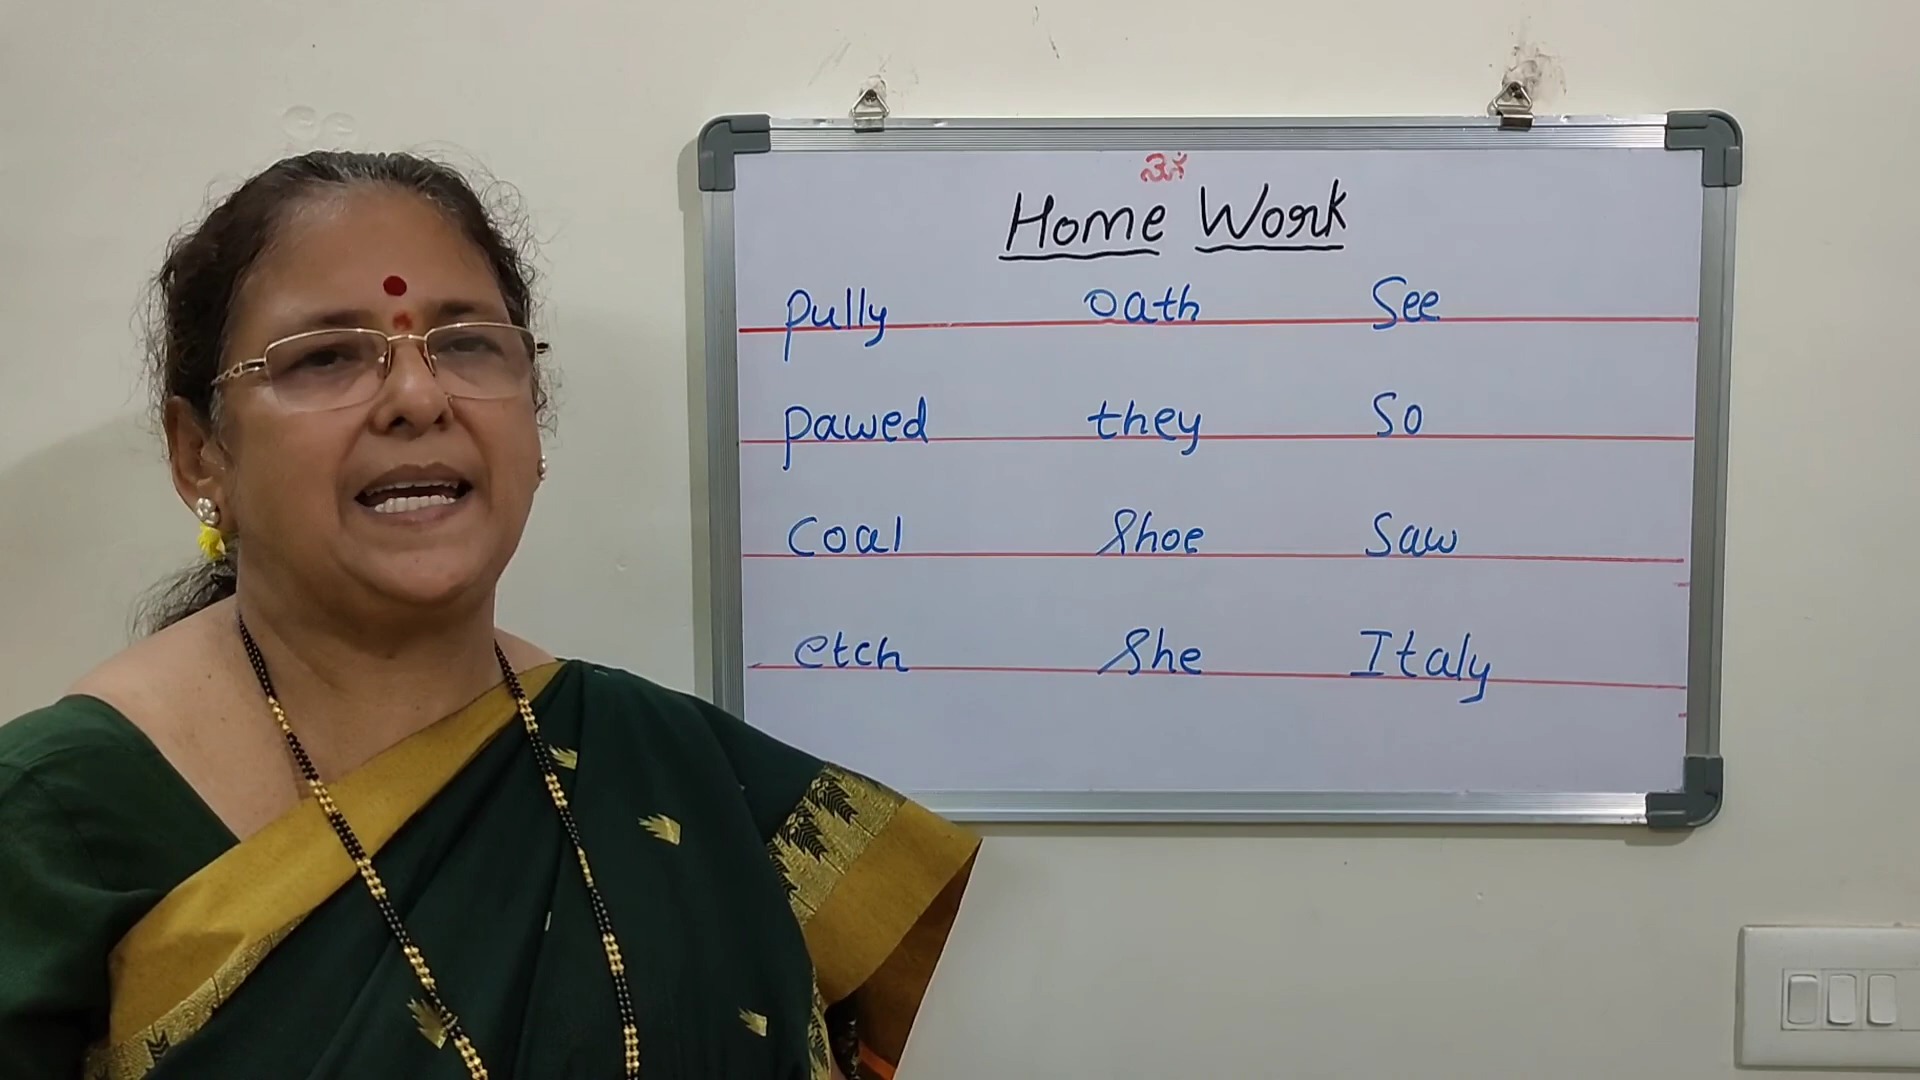 ૐ
Home Work
pully oath See
pawed they So
coal Shoe Saw
etch She Italy